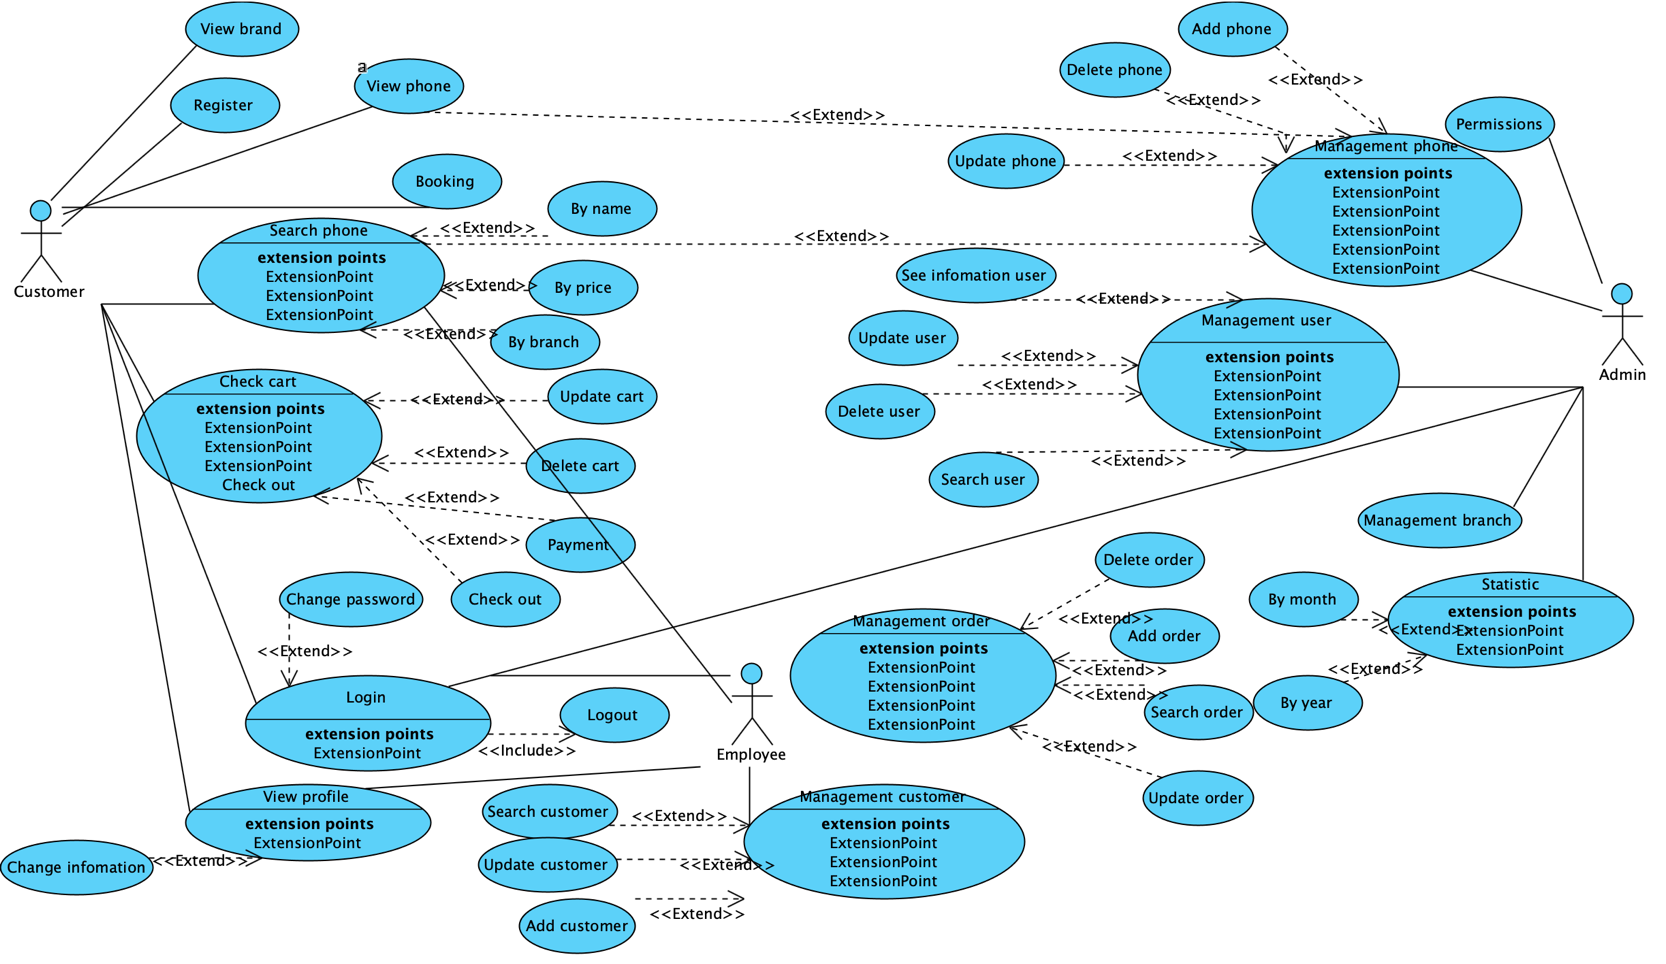 View brand
Add phone
a
Delete phone
View phone
<<Extend>>
<<Extend>>
Register
<<Extend>>
Permissions
Update phone
<<Extend>>
Management phone
extension points
ExtensionPoint
ExtensionPoint
ExtensionPoint
ExtensionPoint
ExtensionPoint
Booking
By name
<<Extend>>
<<Extend>>
Search phone
extension points
ExtensionPoint
ExtensionPoint
ExtensionPoint
Customer
<<Extend>>
By price
<<Extend>>
By branch
See infomation user
<<Extend>>
Update user
<<Extend>>
<<Extend>>
Delete user
Management user
extension points
ExtensionPoint
ExtensionPoint
ExtensionPoint
ExtensionPoint
<<Extend>>
Search user
Admin
Check cart
extension points
ExtensionPoint
ExtensionPoint
ExtensionPoint
Check out
<<Extend>>
Update cart
<<Extend>>
Delete cart
<<Extend>>
<<Extend>>
Payment
Check out
Management branch
Delete order
Change password
<<Extend>>
By month
Statistic
extension points
ExtensionPoint
ExtensionPoint
<<Extend>>
<<Extend>>
By year
Management order
extension points
ExtensionPoint
ExtensionPoint
ExtensionPoint
ExtensionPoint
<<Extend>>
Add order
<<Extend>>
<<Extend>>
Search order
<<Extend>>
Update order
Login
extension points
ExtensionPoint
Logout
<<Include>>
Employee
View profile
extension points
ExtensionPoint
Change infomation
<<Extend>>
Search customer
<<Extend>>
Update customer
<<Extend>>
Add customer
<<Extend>>
Management customer
extension points
ExtensionPoint
ExtensionPoint
ExtensionPoint